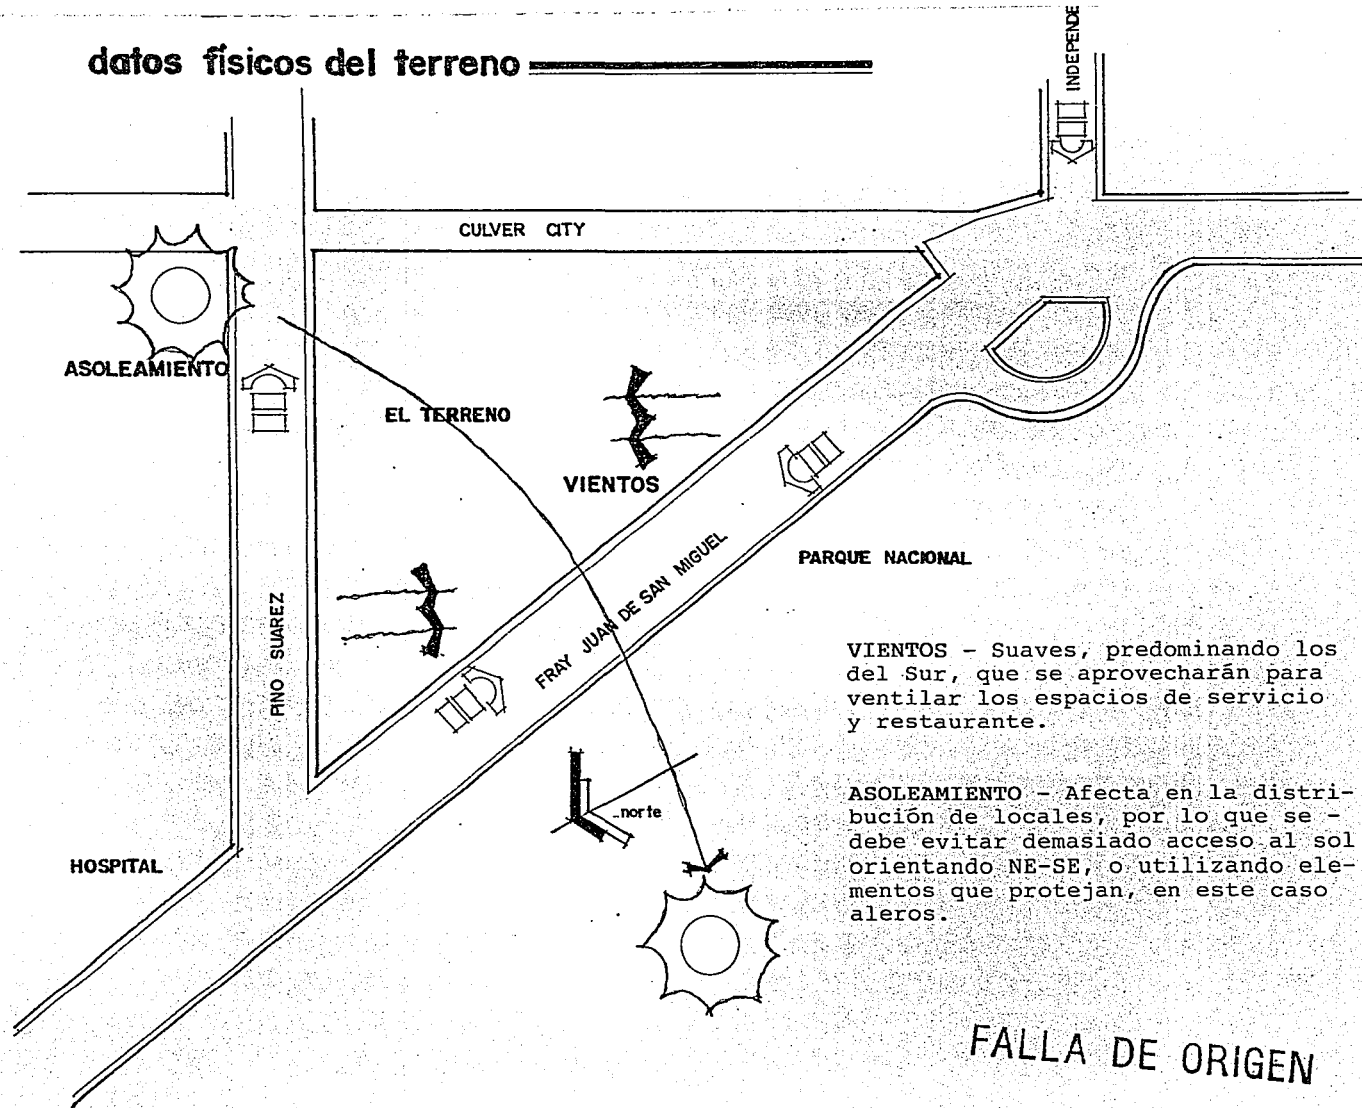 datos físicos del terreno
INDEPENDE
CULVER CITY
ASOLEAMIENTO
EL TERRENO
VIENTOS
PARQUE NACIONAL
FRAY JUAN DE SAN MIGUEL
PINO SUAREZ
norte
HOSPITAL
VIENTOS - Suaves, predominando los
del Sur, que se aprovecharán para
ventilar los espacios de servicio
y restaurante.
ASOLEAMIENTO - Afecta en la distri-
bución de locales, por lo que se -
debe evitar demasiado acceso al sol
orientando NE-SE, o utilizando ele-
mentos que protejan, en este caso
aleros.
FALLA DE ORIGEN